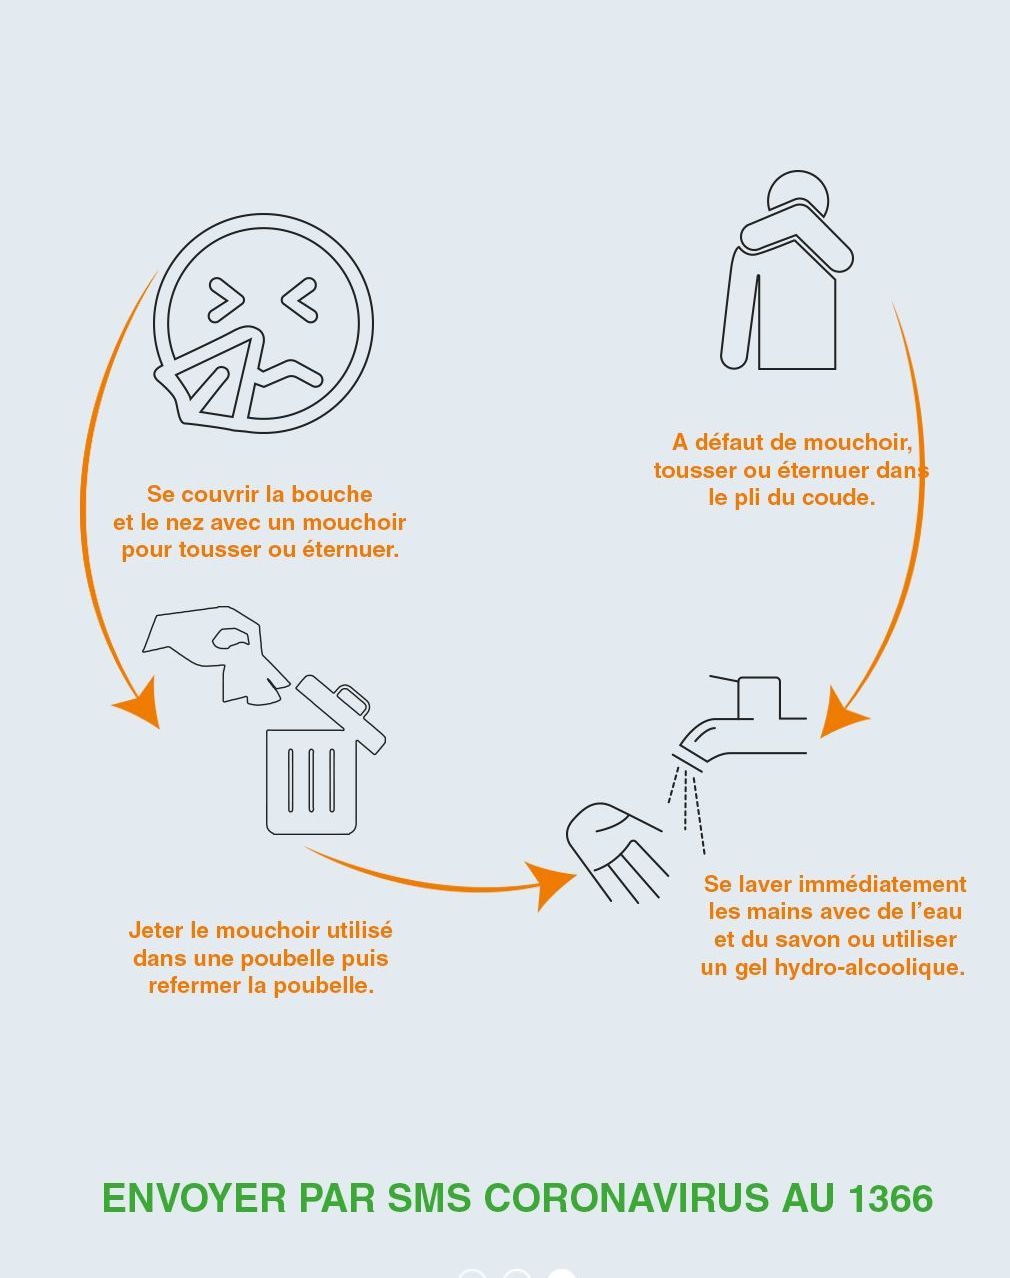 Se couvrir la bouche
et le nez avec un mouchoir
pour tousser ou éternuer.
A défaut de mouchoir,
tousser ou éternuer dans
le pli du coude.
Jeter le mouchoir utilisé
dans une poubelle puis
refermer la poubelle.
Se laver immédiatement
les mains avec de l’eau
et du savon ou utiliser
un gel hydro-alcoolique.
ENVOYER PAR SMS CORONAVIRUS AU 1366